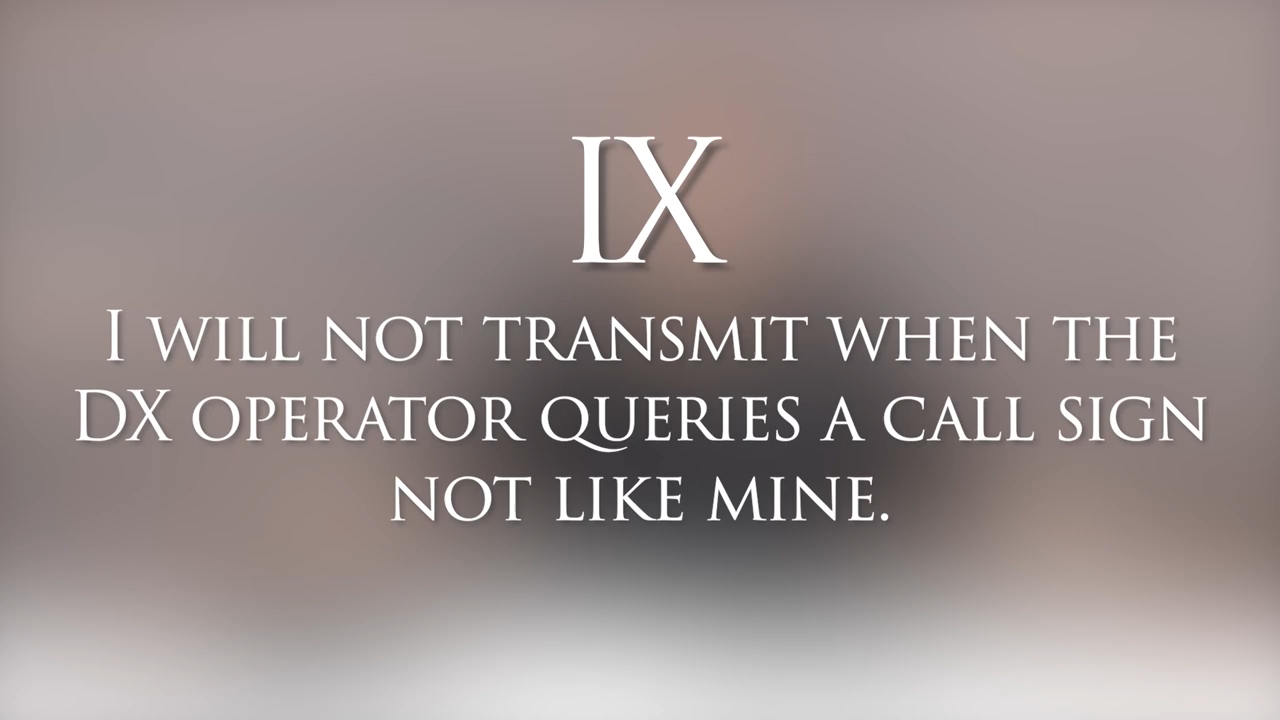 IX
I will not transmit when the
DX operator queries a call sign
not like mine.